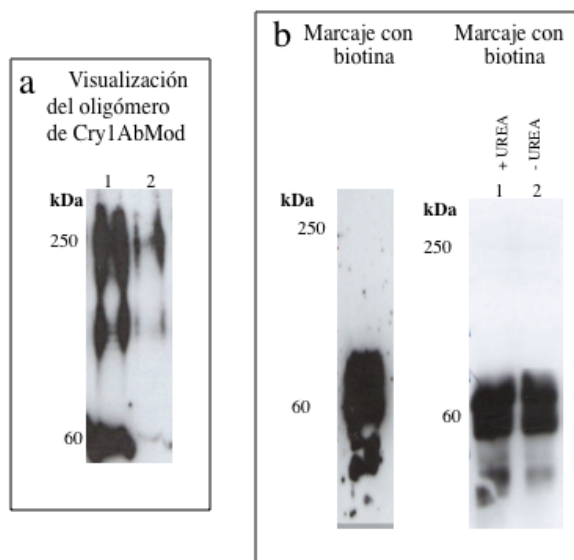 a
Visualización
del oligómero
de Cry1AbMod
1 2
kDa
250
60
b
Marcaje con
biotina
kDa
250
60
Marcaje con
biotina
+ UREA
- UREA
1 2
kDa
250
60